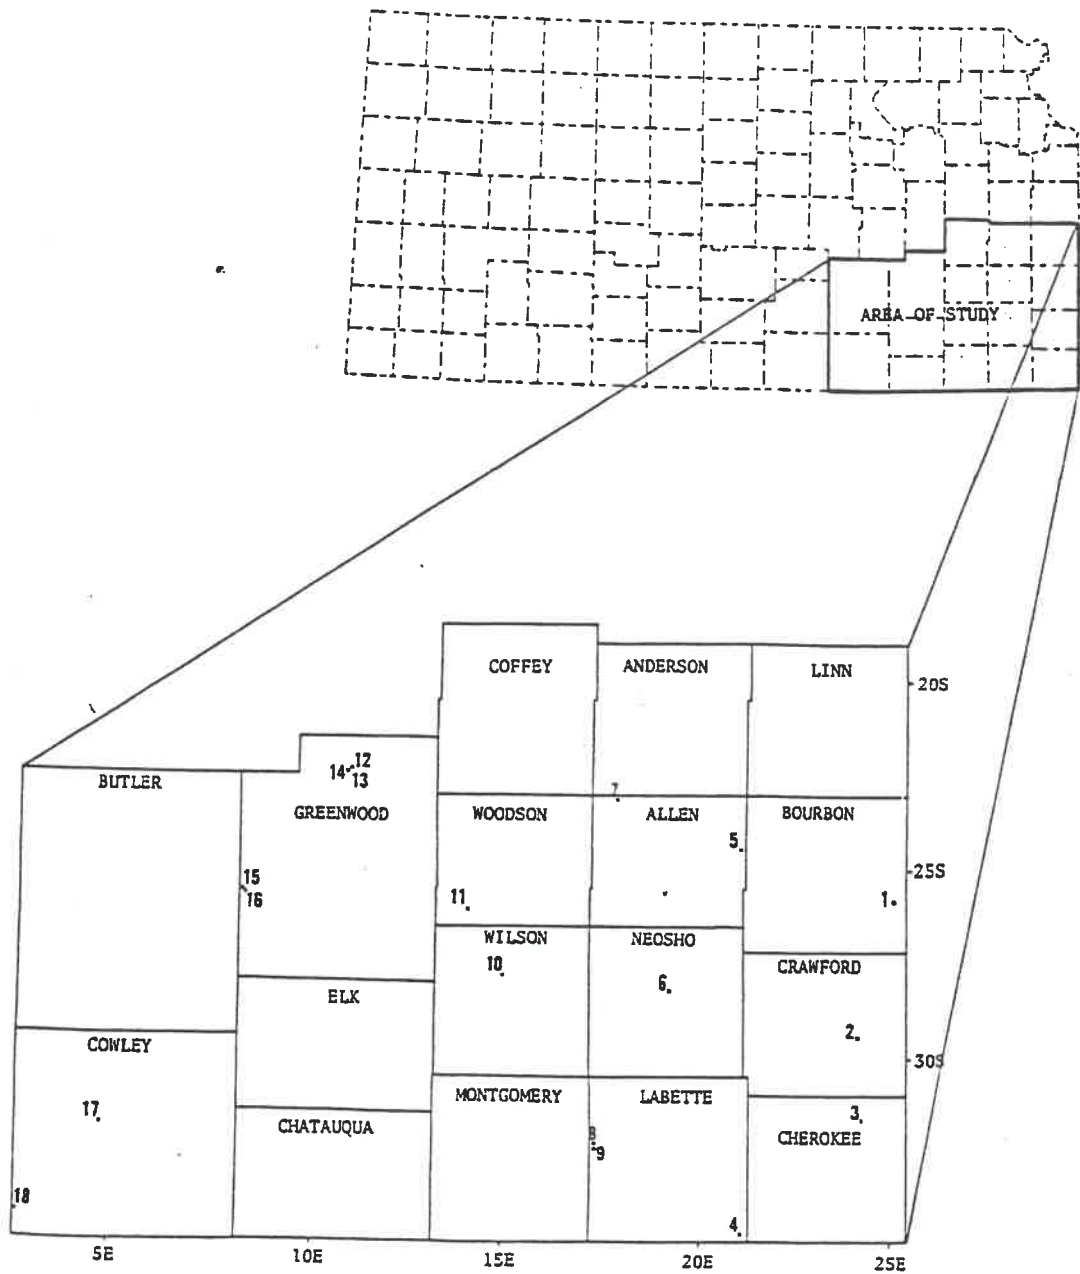 AREA OF STUDY
COFFEY
ANDERSON
LINN
20S
12
14
13
BUTLER
7
GREENWOOD
WOODSON
ALLEN
BOURBON
5
15
25S
16
11
1
WILSON
NEOSHO
10
6
CRAWFORD
ELK
2
30S
COWLEY
MONTGOMERY
LABETTE
17
3
CHATAUQUA
CHEROKEE
8
9
18
4
5E
10E
15E
20E
25E